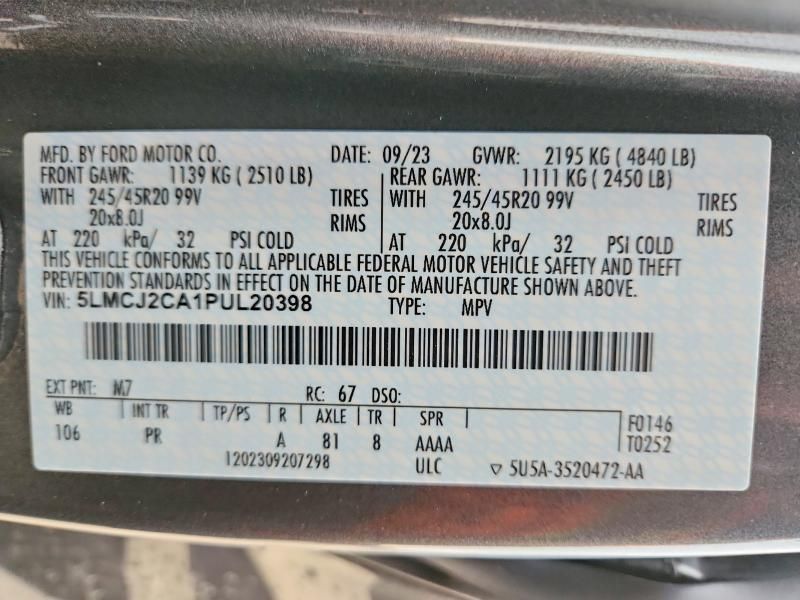 MFD. BY FORD MOTOR CO. DATE: 09/23 GVWR: 2195 KG ( 4840 LB)
FRONT GAWR: 1139 KG ( 2510 LB) REAR GAWR: 1111 KG ( 2450 LB)
WITH 245/45R20 99V TIRES WITH 245/45R20 99V TIRES
20x8.0J RIMS 20x8.0J RIMS
AT 220 kPa/ 32 PSI COLD AT 220 kPa/ 32 PSI COLD
THIS VEHICLE CONFORMS TO ALL APPLICABLE FEDERAL MOTOR VEHICLE SAFETY AND THEFT
PREVENTION STANDARDS IN EFFECT ON THE DATE OF MANUFACTURE SHOWN ABOVE.
VIN: 5LMCJ2CA1PUL20398 TYPE: MPV
EXT PNT: M7 RC: 67 DSO:
WB INT TR TP/PS R AXLE TR SPR F0146
106 PR A 81 8 AAAA T0252
1202309207298 ULC ▽ 5U5A-3520472-AA